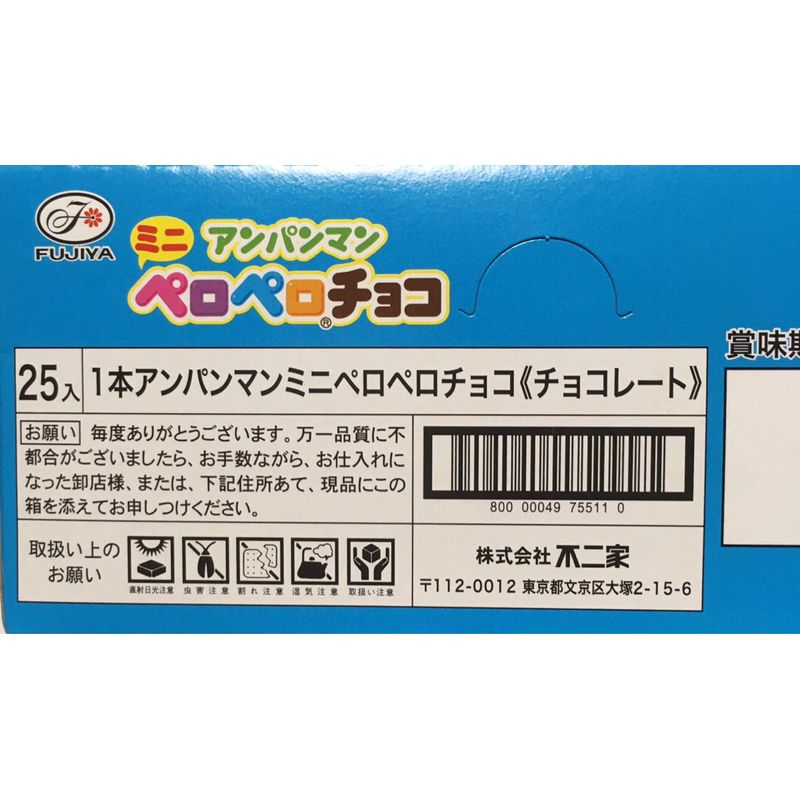 FUJIYA
ミニ アンパンマン
ペロペロチョコ®
賞味期
25入
1本アンパンマンミニペロペロチョコ《チョコレート》
お願い 毎度ありがとうございます。万一品質に不
都合がございましたら、お手数ながら、お仕入れに
なった卸店様、または、下記住所あて、現品にこの
箱を添えてお申しつけください。
800 00049 75511 0
取扱い上の
お願い
直射日光注意 虫害注意 割れ注意 湿気注意 取扱い注意
株式会社 不二家
〒112-0012 東京都文京区大塚2-15-6